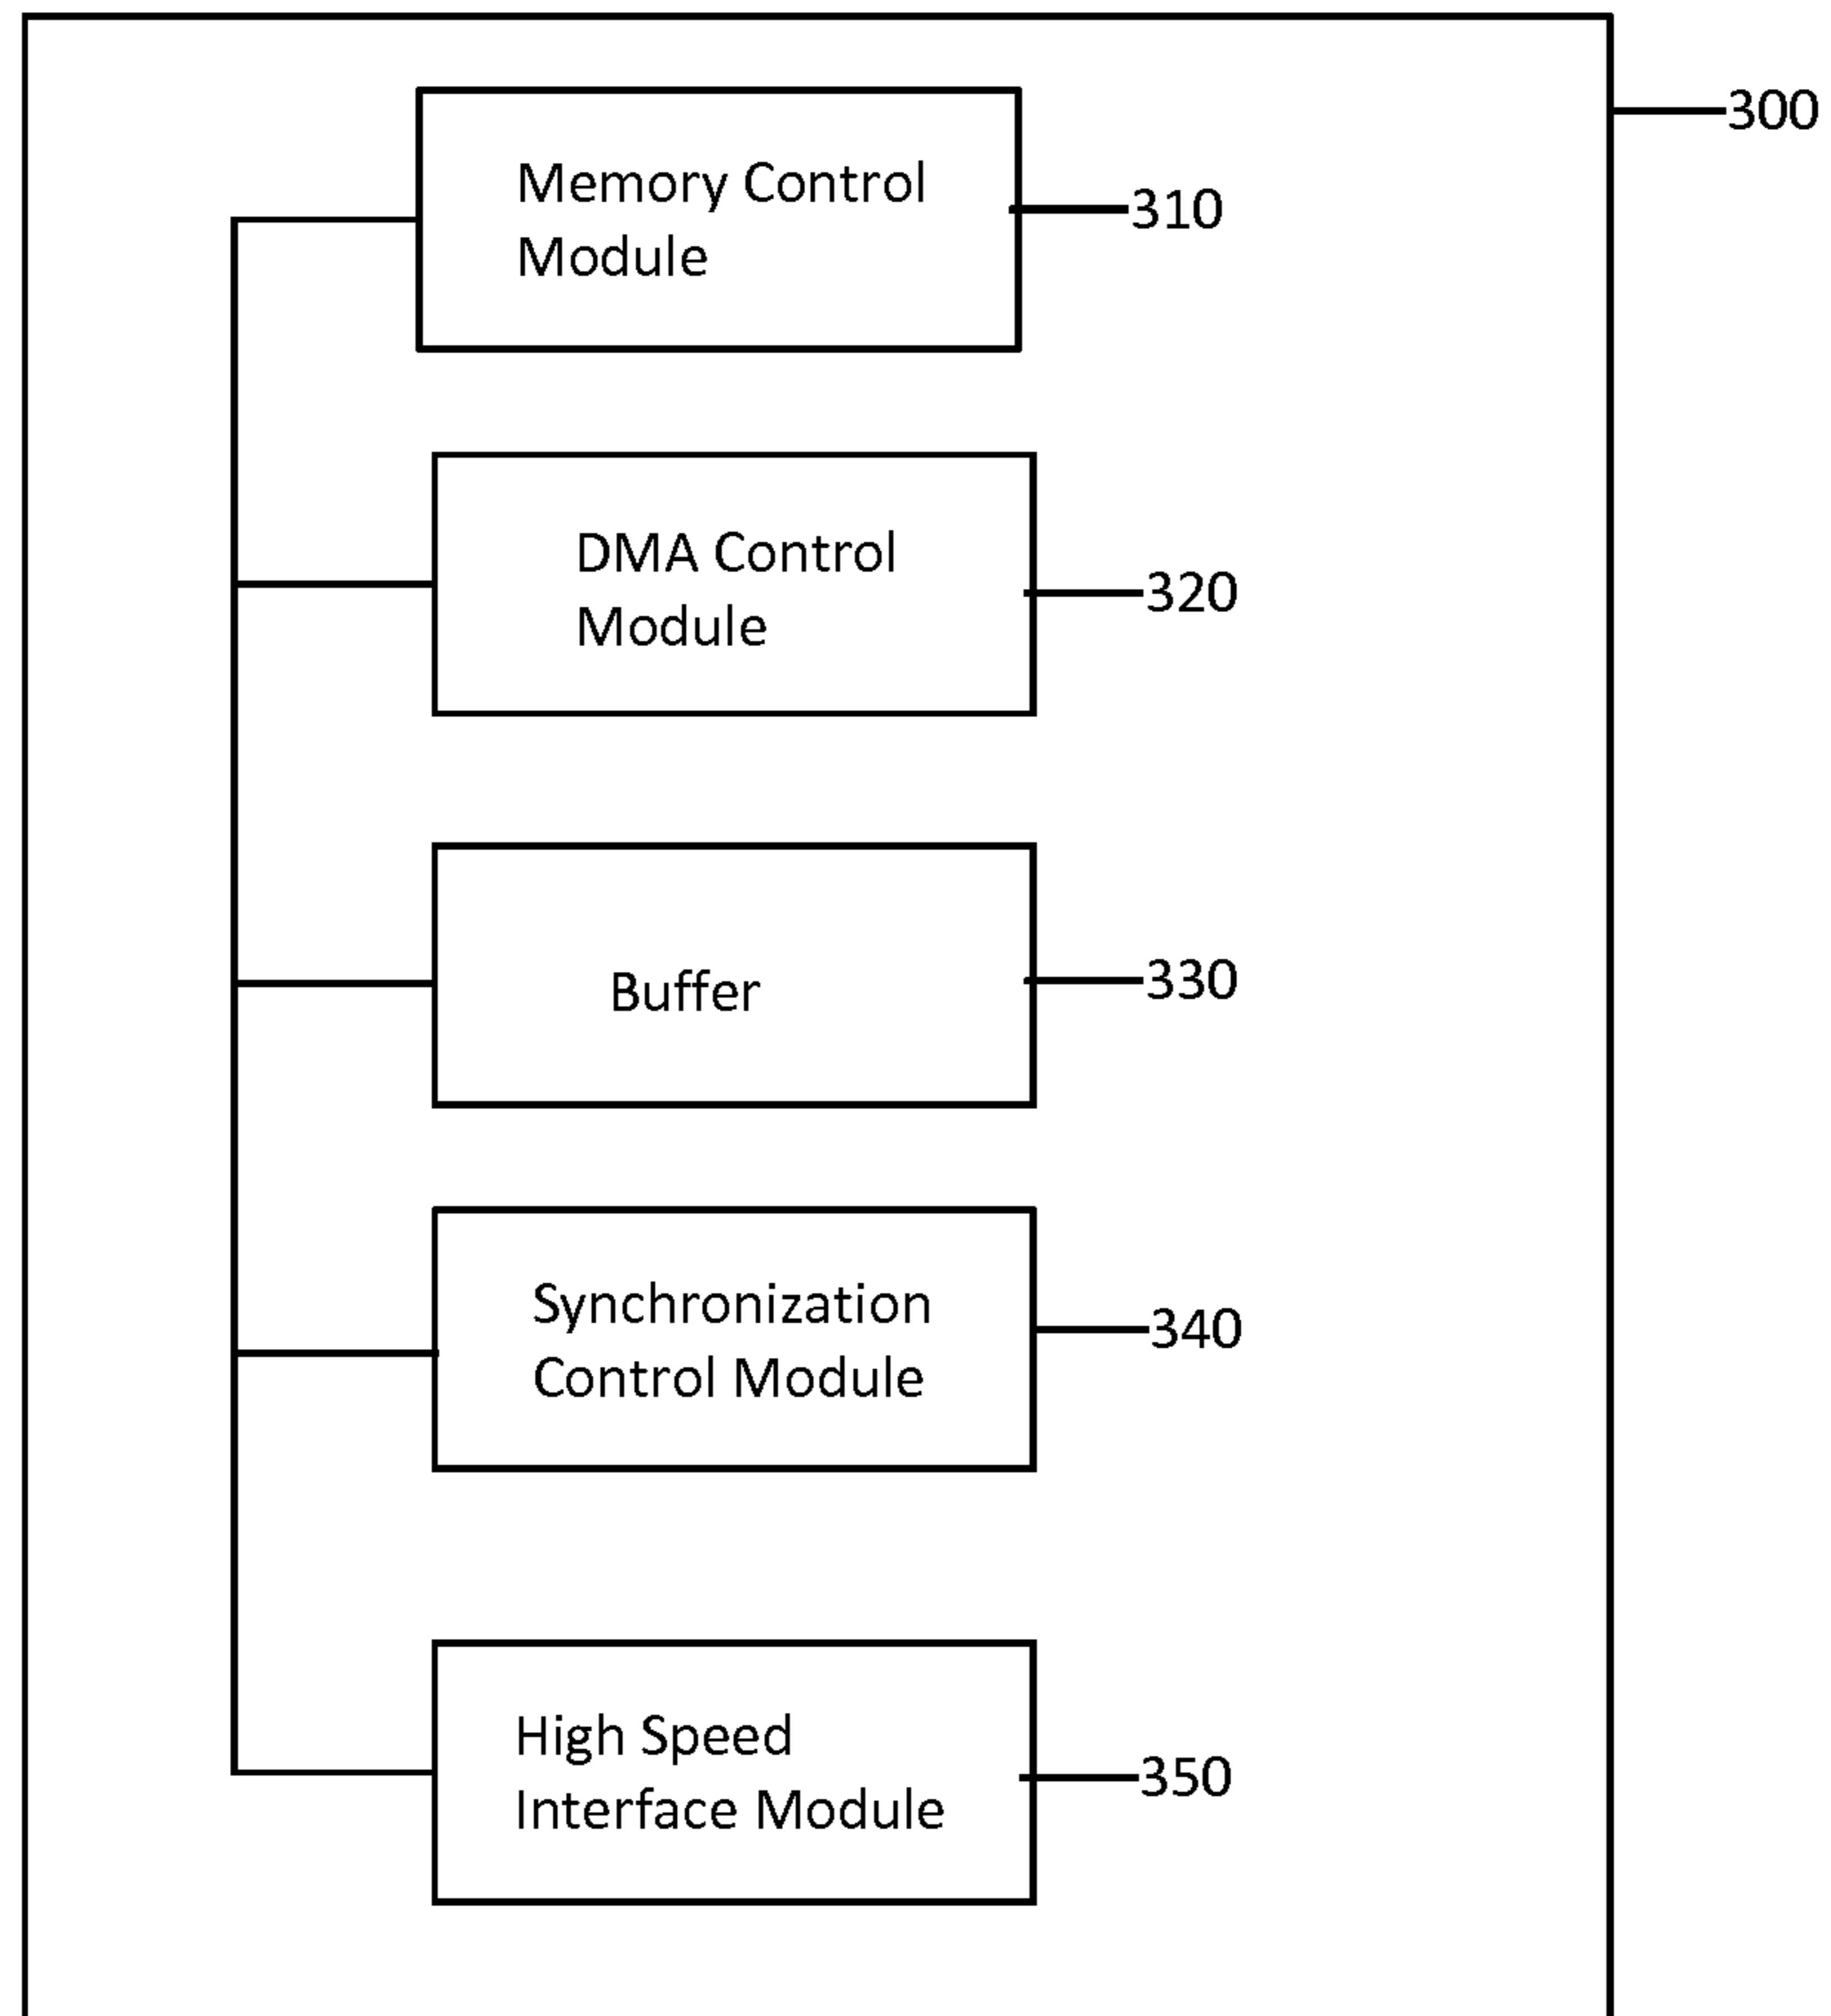 300
Memory Control
Module
310
DMA Control
Module
320
Buffer
330
Synchronization
Control Module
340
High Speed
Interface Module
350